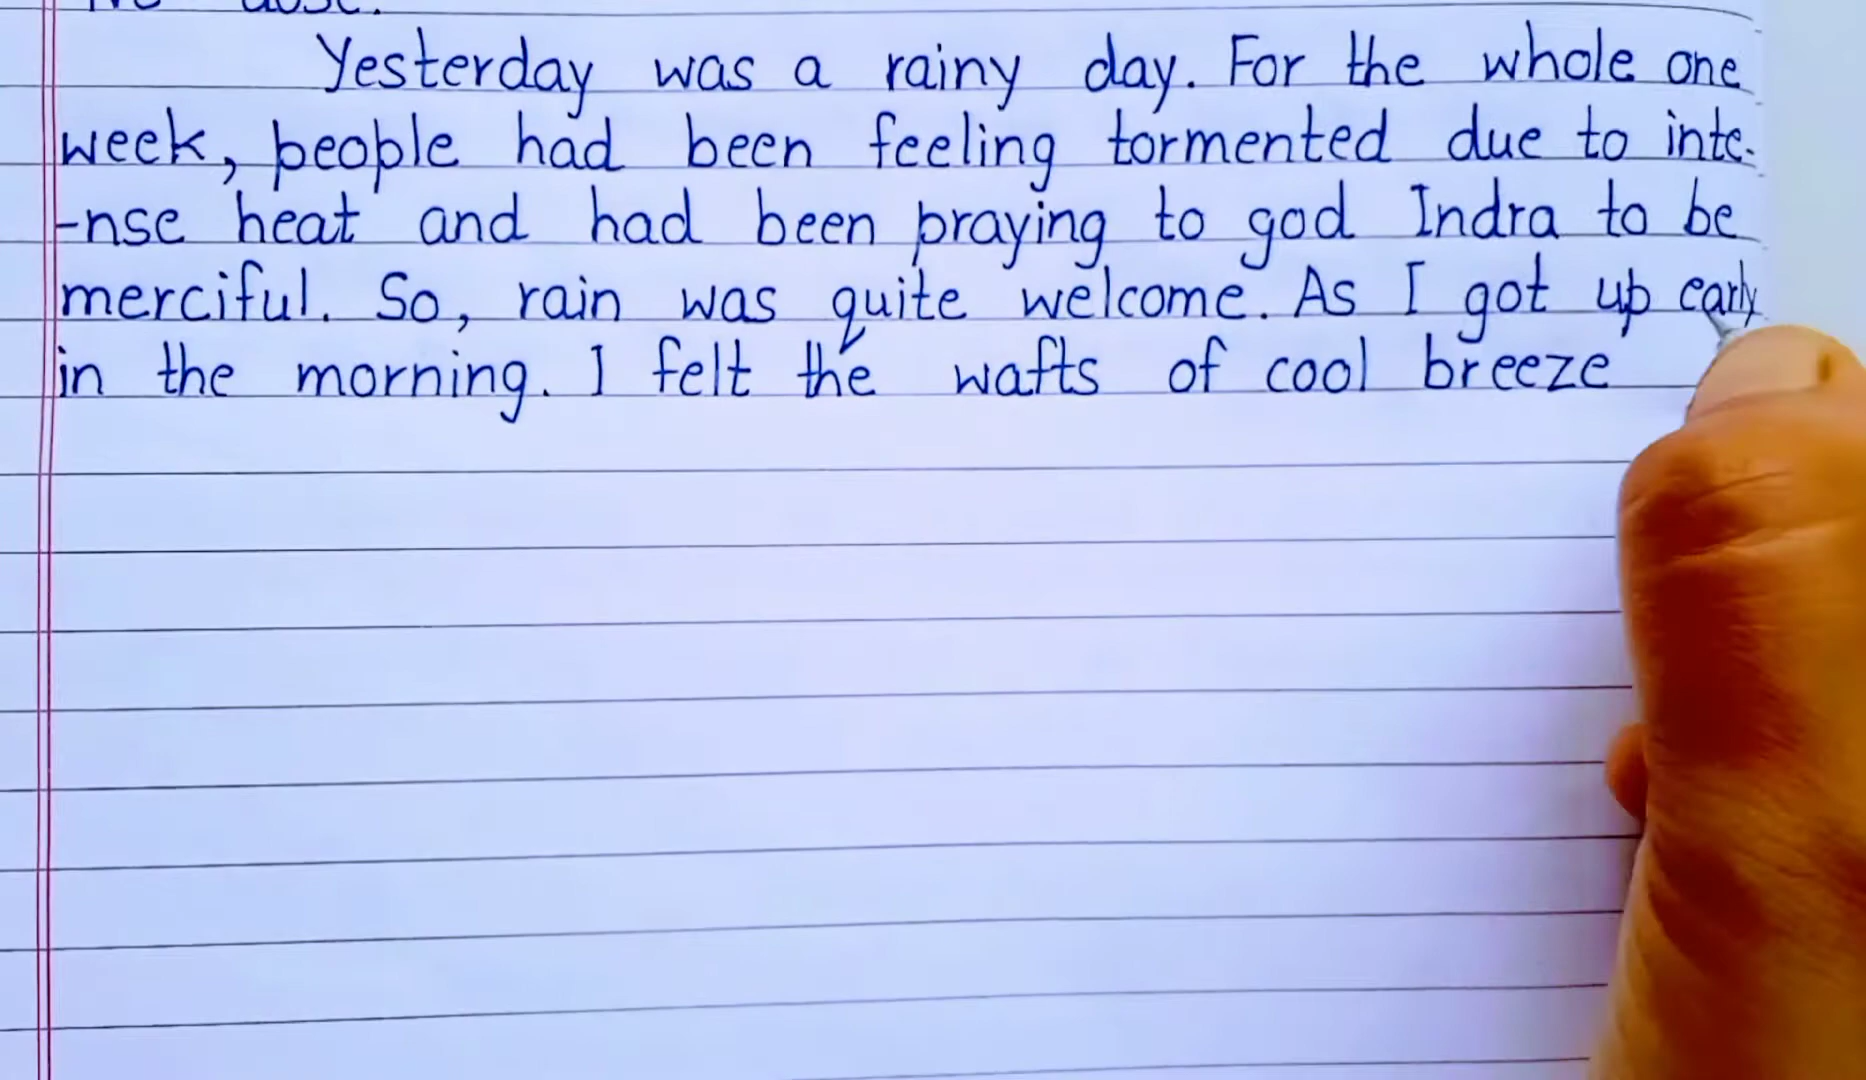 Yesterday was a rainy day. For the whole one
week, people had been feeling tormented due to inte-
-nse heat and had been praying to god Indra to be
merciful. So, rain was quite welcome. As I got up early
in the morning. I felt the wafts of cool breeze